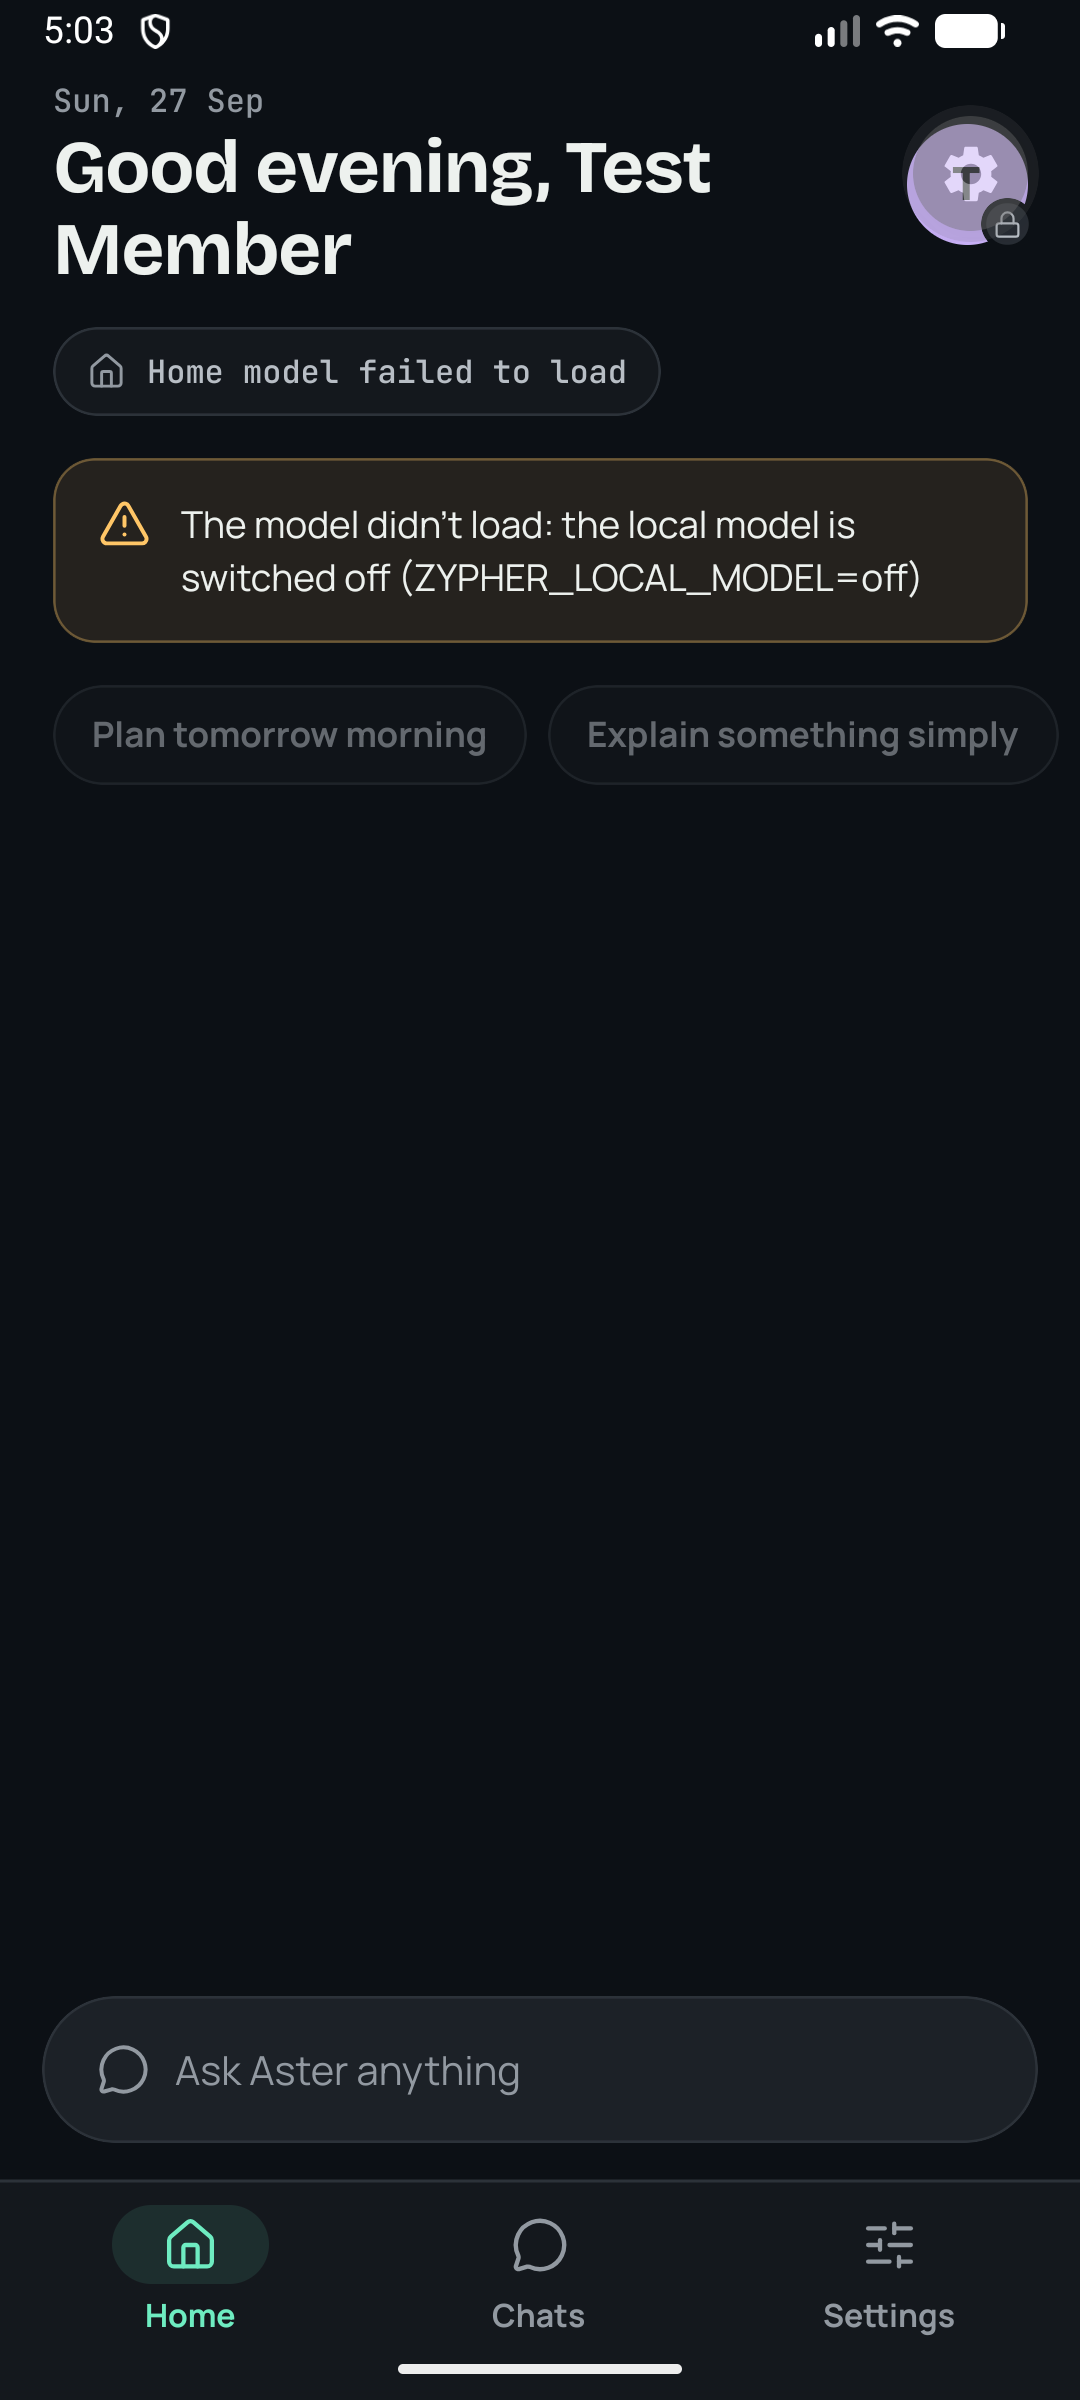 5:03
Sun, 27 Sep
Good evening, Test
Member
Home model failed to load
The model didn't load: the local model is
switched off (ZYPHER_LOCAL_MODEL=off)
Plan tomorrow morning
Explain something simply
Ask Aster anything
Home
Chats
Settings